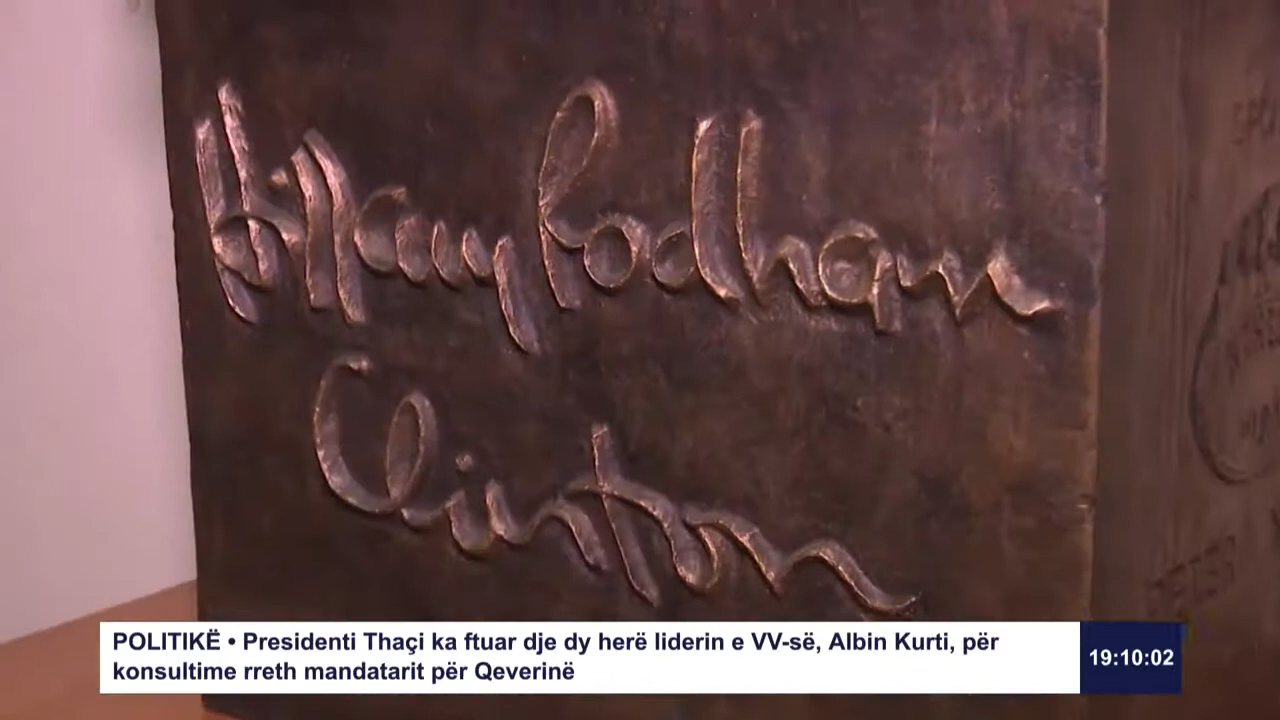 Hillary Rodham
Clinton
POLITIKË • Presidenti Thaçi ka ftuar dje dy herë liderin e VV-së, Albin Kurti, për
konsultime rreth mandatarit për Qeverinë
19:10:02